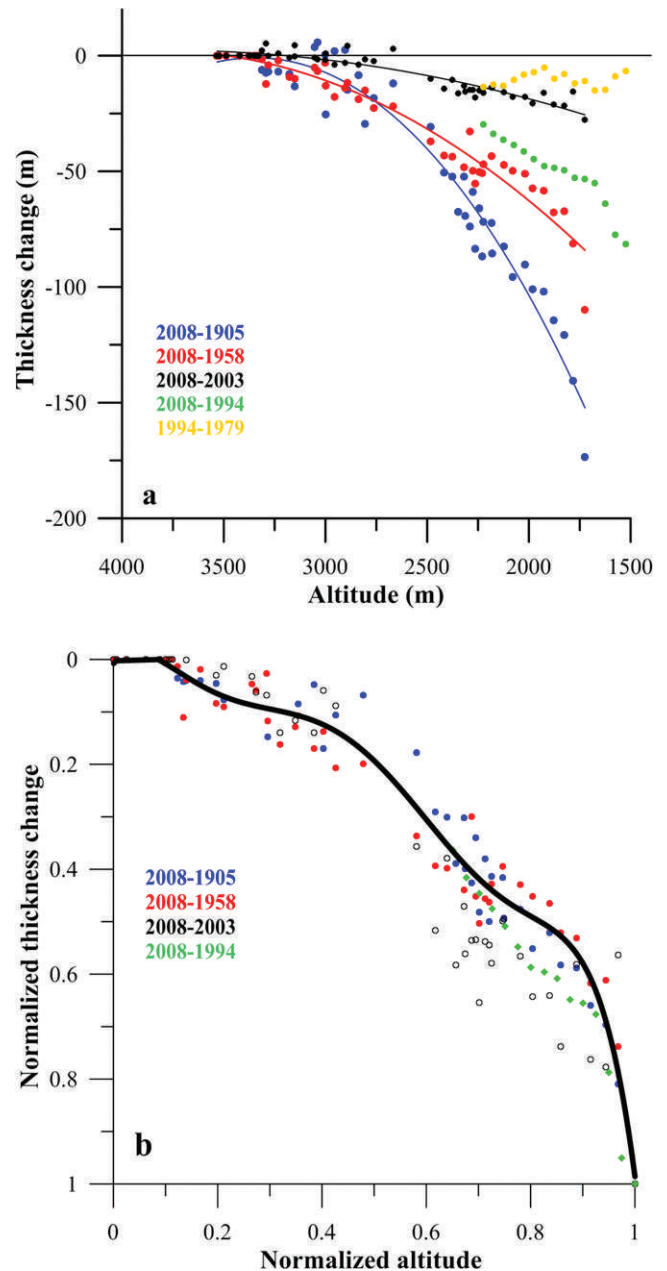 0
-50
-100
-150
-200
Thickness change (m)
2008-1905
2008-1958
2008-2003
2008-1994
1994-1979
a
4000 3500 3000 2500 2000 1500
Altitude (m)
0
0.2
0.4
0.6
0.8
1
Normalized thickness change
2008-1905
2008-1958
2008-2003
2008-1994
b
0 0.2 0.4 0.6 0.8 1
Normalized altitude